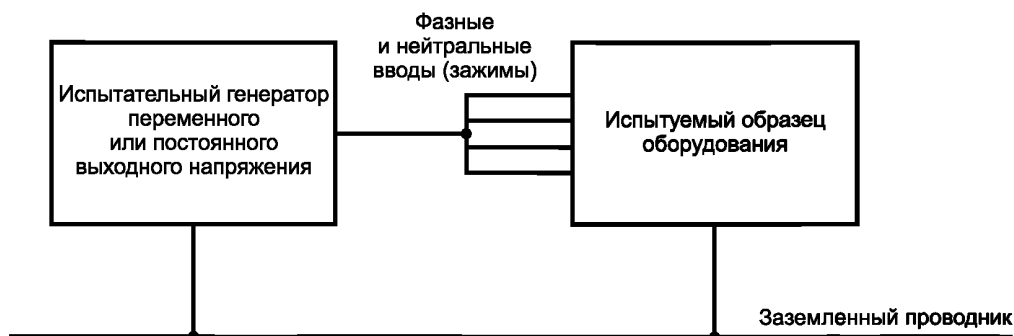 Фазные
и нейтральные
вводы (зажимы)
Испытательный генератор
переменного
или постоянного
выходного напряжения
Испытуемый образец
оборудования
Заземленный проводник